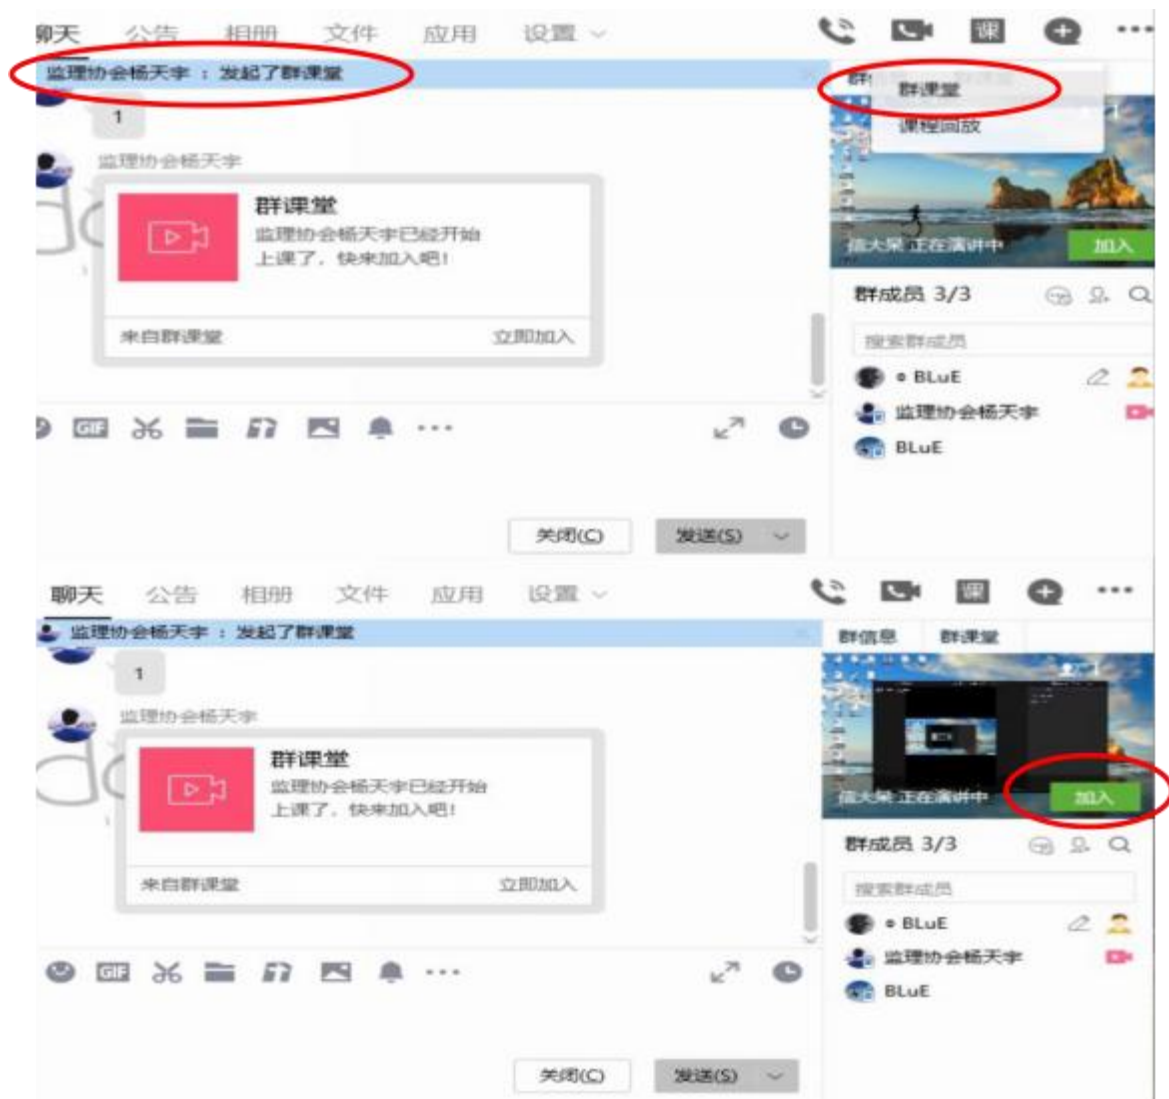 聊天 公告 相册 文件 应用 设置
课
监理协会杨天宇 : 发起了群课堂
群课堂
课程回放
1
监理协会杨天宇
群课堂
监理协会杨天宇已经开始
上课了，快来加入吧!
来自群课堂 立即加入
信大呆 正在演讲中 加入
群成员 3/3
搜索群成员
BLuE
监理协会杨天宇
BLuE
GIF
关闭(C) 发送(S)
聊天 公告 相册 文件 应用 设置
课
监理协会杨天宇 : 发起了群课堂
群信息 群课堂
1
监理协会杨天宇
群课堂
监理协会杨天宇已经开始
上课了，快来加入吧!
来自群课堂 立即加入
信大呆 正在演讲中 加入
群成员 3/3
搜索群成员
BLuE
监理协会杨天宇
BLuE
GIF
关闭(C) 发送(S)